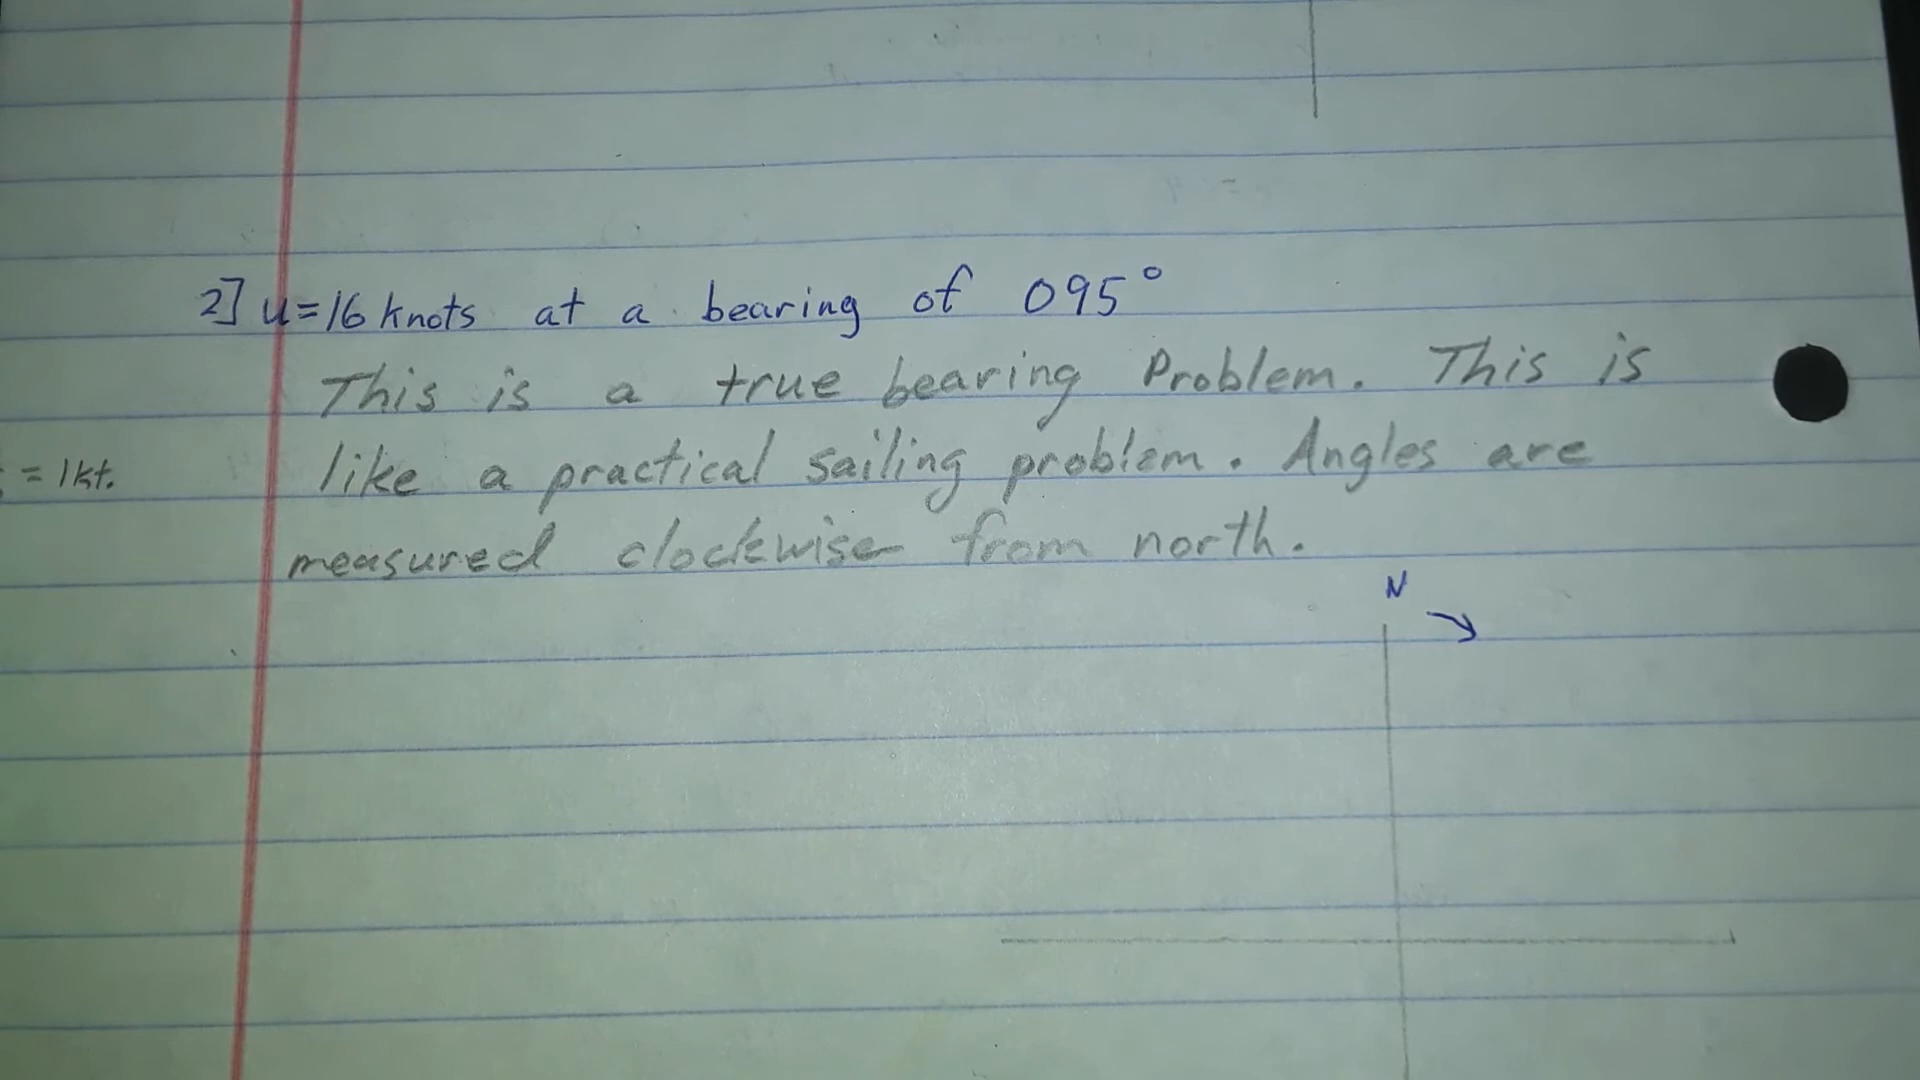 2] u=16 knots at a bearing of 095°
This is a true bearing Problem. This is
like a practical sailing problem. Angles are
= 1kt.
measured clockwise from north.
N